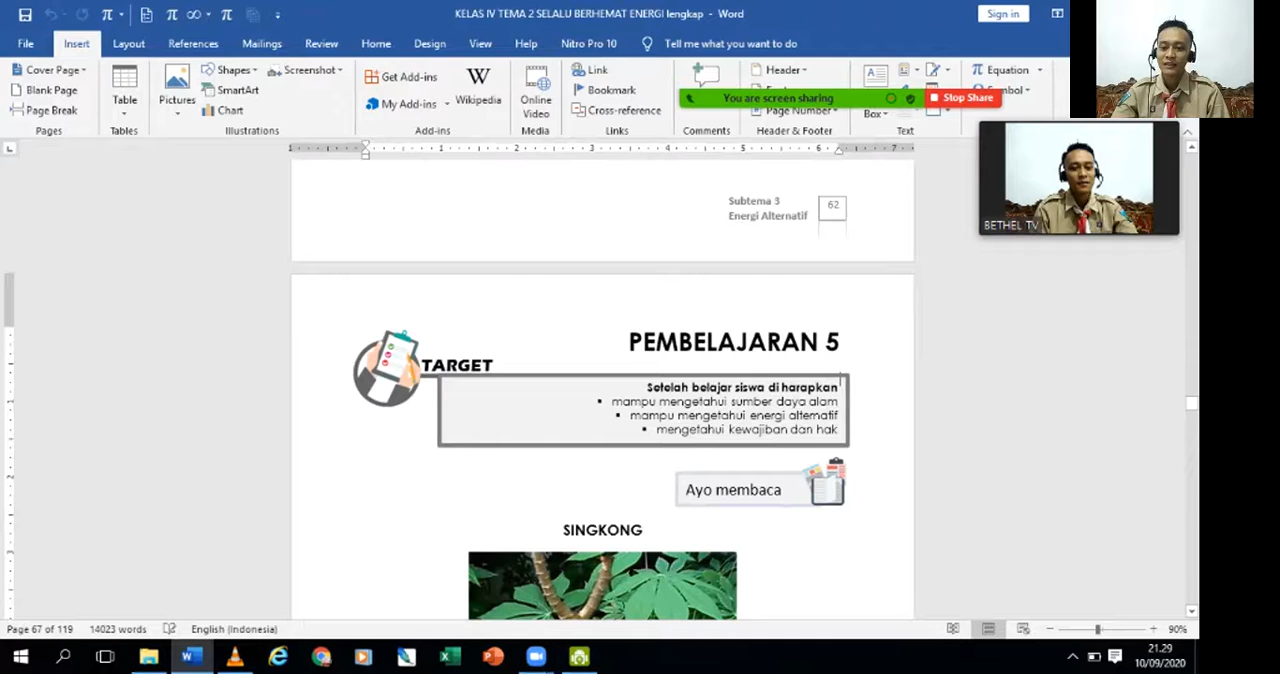 KELAS IV TEMA 2 SELALU BERHEMAT ENERGI lengkap - Word
Sign in
File Insert Layout References Mailings Review Home Design View Help Nitro Pro 10 Tell me what you want to do
Cover Page
Blank Page
Page Break
Pages
Table
Tables
Pictures
Shapes
SmartArt
Chart
Screenshot
Illustrations
Get Add-ins
My Add-ins
Wikipedia
Add-ins
Online
Video
Media
Link
Bookmark
Cross-reference
Links
Comments
Header
Page Number
Header & Footer
Box
Text
Equation
You are screen sharing
Stop Share
BETHEL TV
Subtema 3
Energi Alternatif
62
PEMBELAJARAN 5
TARGET
Setelah belajar siswa di harapkan
▪ mampu mengetahui sumber daya alam
▪ mampu mengetahui energi alternatif
▪ mengetahui kewajiban dan hak
Ayo membaca
SINGKONG
Page 67 of 119 14023 words English (Indonesia) 90%
21.29
10/09/2020